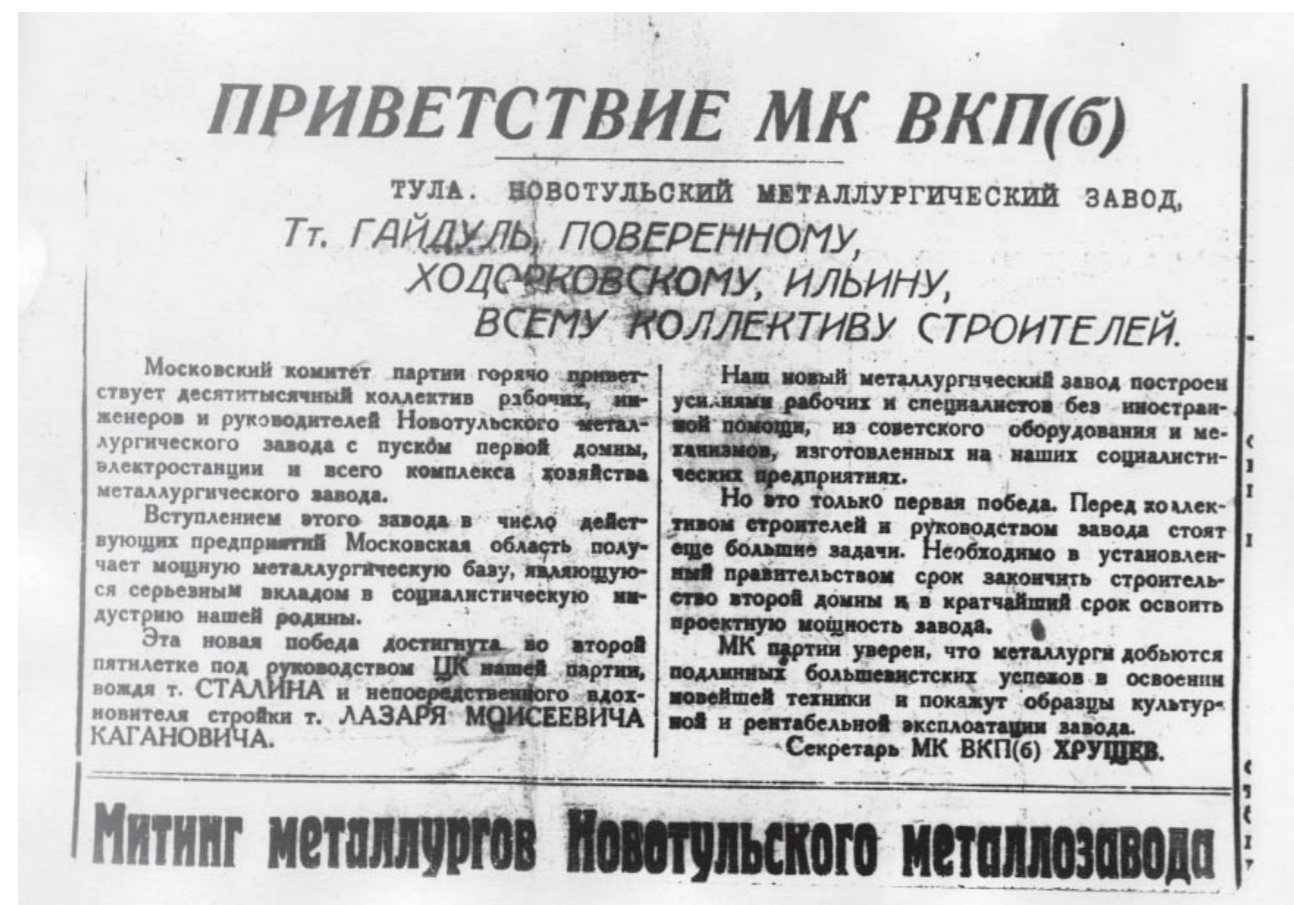 ПРИВЕТСТВИЕ МК ВКП(б)
ТУЛА. НОВОТУЛЬСКИЙ МЕТАЛЛУРГИЧЕСКИЙ ЗАВОД,
Тт. ГАЙДУЛЬ, ПОВЕРЕННОМУ,
ХОДОРКОВСКОМУ, ИЛЬИНУ,
ВСЕМУ КОЛЛЕКТИВУ СТРОИТЕЛЕЙ.
Московский комитет партии горячо привет-
ствует десятитысячный коллектив рабочих, ин-
женеров и руководителей Новотульского метал-
лургического завода с пуском первой домны,
электростанции и всего комплекса хозяйства
металлургического завода.
Вступлением этого завода в число дейст-
вующих предприятий Московская область полу-
чает мощную металлургическую базу, являющую-
ся серьезным вкладом в социалистическую ин-
дустрию нашей родины.
Эта новая победа достигнута во второй
пятилетке под руководством ЦК нашей партии,
вождя т. СТАЛИНА и непосредственного вдох-
новителя стройки т. ЛАЗАРЯ МОИСЕЕВИЧА
КАГАНОВИЧА.
Наш новый металлургический завод построен
усилиями рабочих и специалистов без иностран-
ной помощи, из советского оборудования и ме-
ханизмов, изготовленных на наших социалисти-
ческих предприятиях.
Но это только первая победа. Перед коллек-
тивом строителей и руководством завода стоят
еще большие задачи. Необходимо в установлен-
ный правительством срок закончить строитель-
ство второй домны и в кратчайший срок освоить
проектную мощность завода.
МК партии уверен, что металлурги добьются
подлинных большевистских успехов в освоении
новейшей техники и покажут образцы культур-
ной и рентабельной эксплоатации завода.
Секретарь МК ВКП(б) ХРУЩЕВ.
Митинг металлургов Новотульского металлозавода